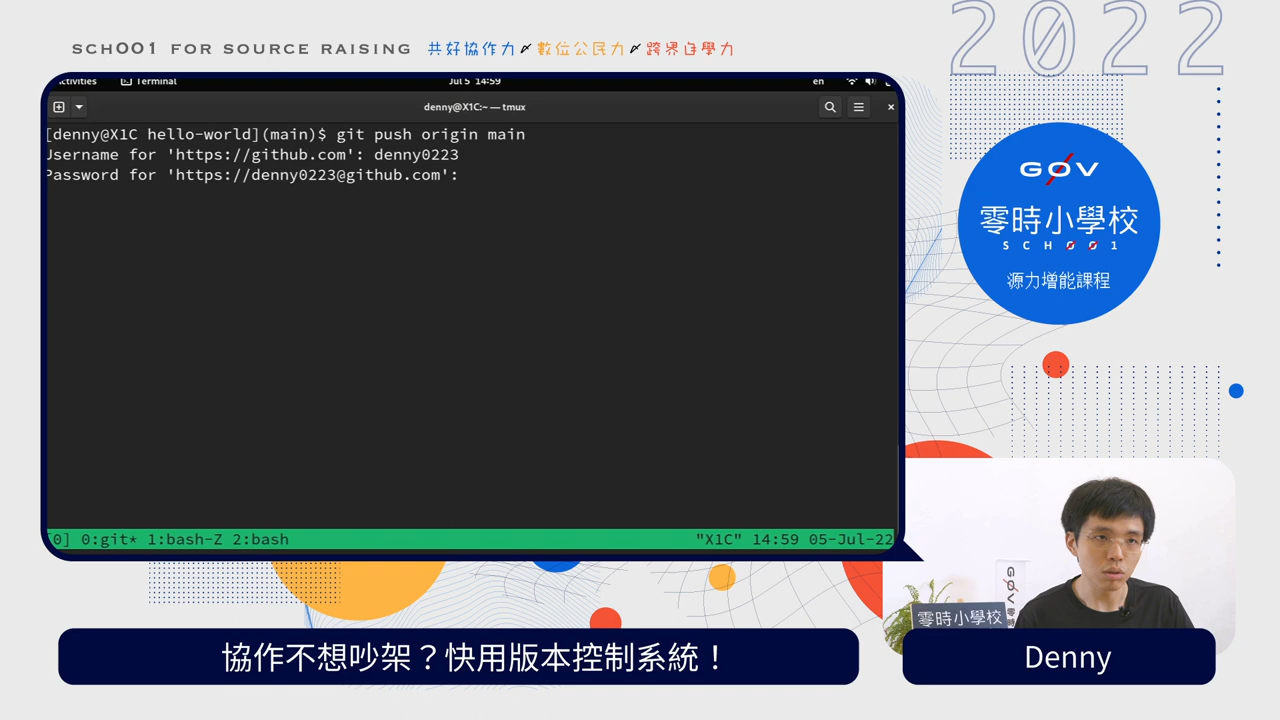 2022
SCHOO1 FOR SOURCE RAISING 共好協作力 數位公民力 跨界自學力
ctivities Terminal Jul 5 14:59 en
denny@X1C:~ — tmux
[denny@X1C hello-world](main)$ git push origin main
Username for 'https://github.com': denny0223
Password for 'https://denny0223@github.com':
[0] 0:git* 1:bash-Z 2:bash "X1C" 14:59 05-Jul-22
G0V
零時小學校
SCH001
源力增能課程
G0V 零時
零時小學校
協作不想吵架？快用版本控制系統！
Denny